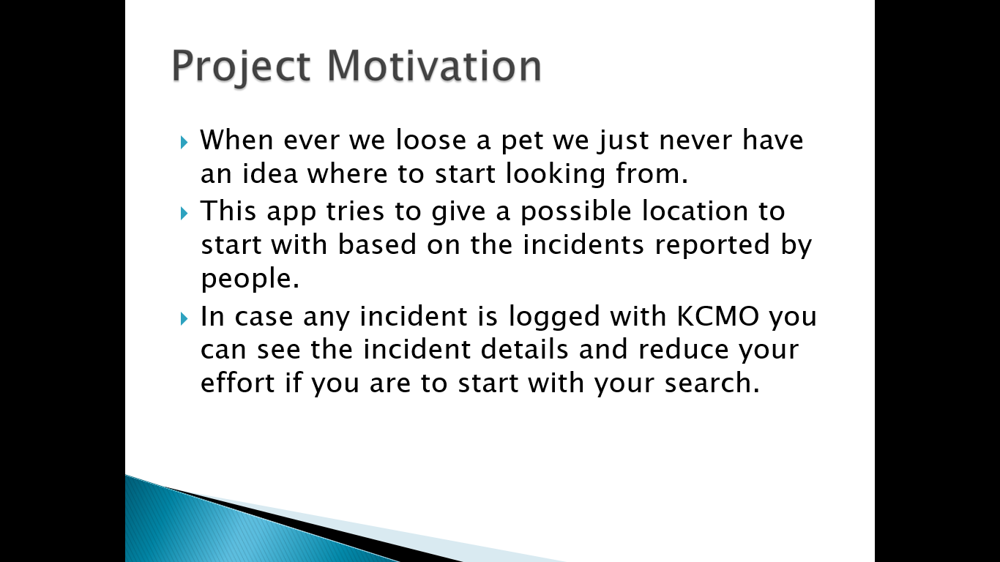 Project Motivation
When ever we loose a pet we just never have
an idea where to start looking from.
This app tries to give a possible location to
start with based on the incidents reported by
people.
In case any incident is logged with KCMO you
can see the incident details and reduce your
effort if you are to start with your search.